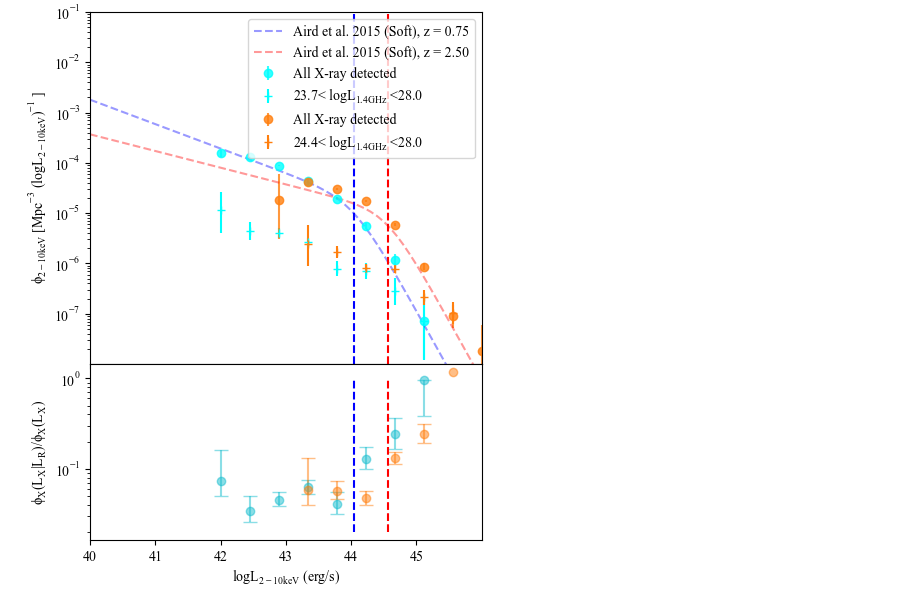 10⁻¹
10⁻²
10⁻³
10⁻⁴
10⁻⁵
10⁻⁶
10⁻⁷
ϕ₂₋₁₀ₖₑᵥ [Mpc⁻³ (logL₂₋₁₀ₖₑᵥ)⁻¹ ]
Aird et al. 2015 (Soft), z = 0.75
Aird et al. 2015 (Soft), z = 2.50
All X-ray detected
23.7< logL1.4GHz <28.0
All X-ray detected
24.4< logL1.4GHz <28.0
10⁰
10⁻¹
ϕX(LX|LR)/ϕX(LX)
40 41 42 43 44 45
logL₂₋₁₀ₖₑᵥ (erg/s)